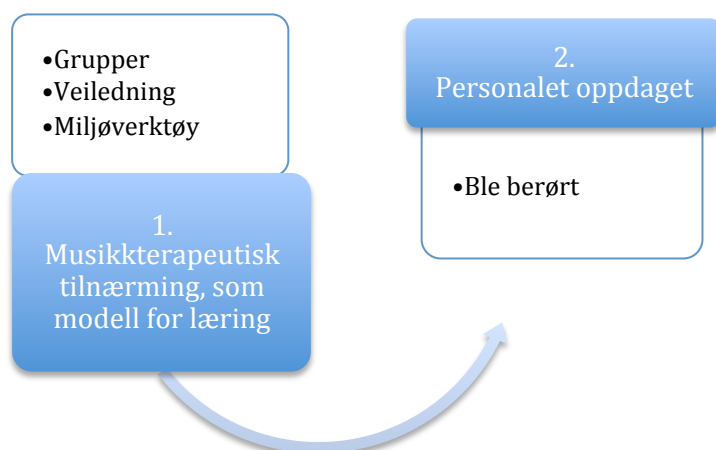 •Grupper
•Veiledning
•Miljøverktøy
1.
Musikkterapeutisk
tilnærming, som
modell for læring
2.
Personalet oppdaget
•Ble berørt